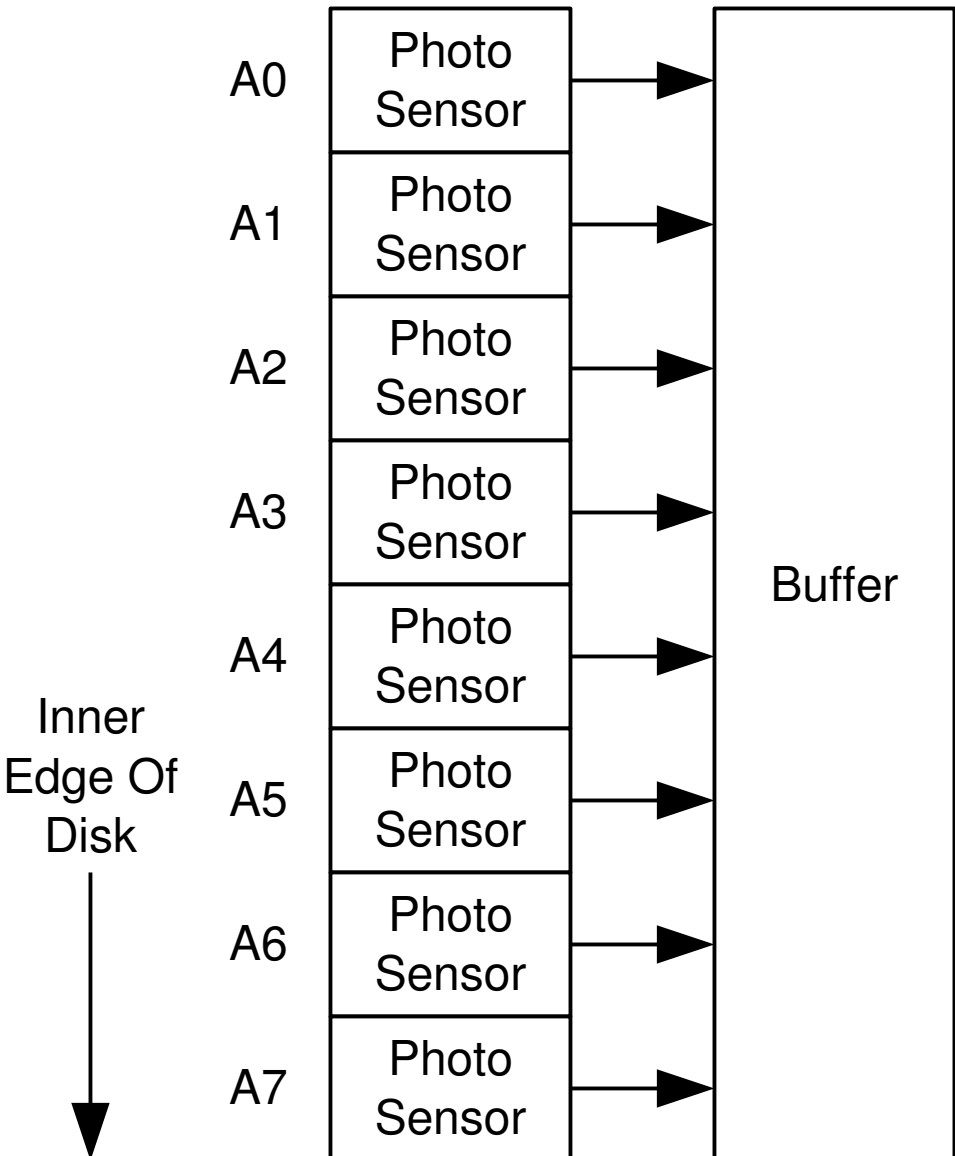 A0
Photo
Sensor
A1
Photo
Sensor
A2
Photo
Sensor
A3
Photo
Sensor
A4
Photo
Sensor
A5
Photo
Sensor
A6
Photo
Sensor
A7
Photo
Sensor
Inner
Edge Of
Disk
Buffer